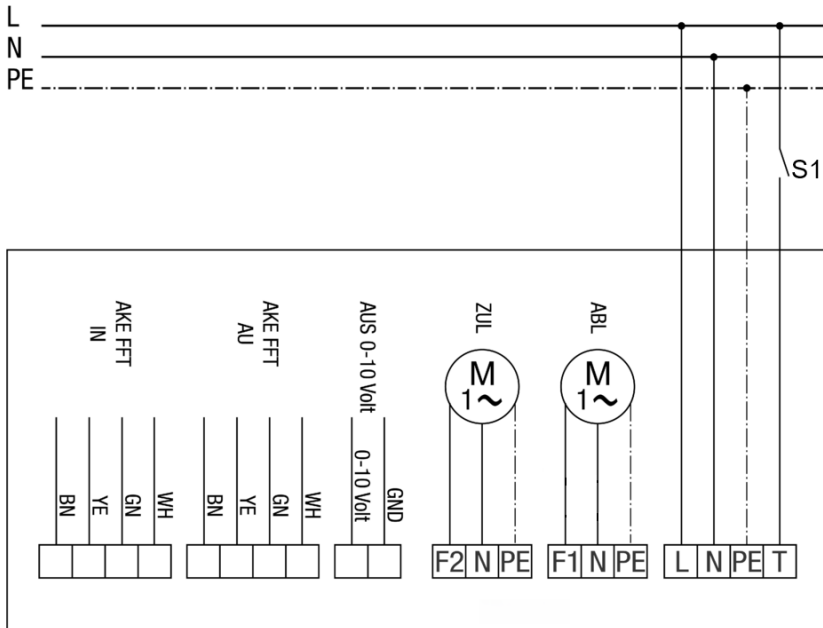 L
N
PE
S1
AKE FFT
IN
AKE FFT
AU
AUS 0-10 Volt
ZUL
ABL
M
1~
M
1~
BN
YE
GN
WH
BN
YE
GN
WH
0-10 Volt
GND
F2 N PE
F1 N PE
L N PE T